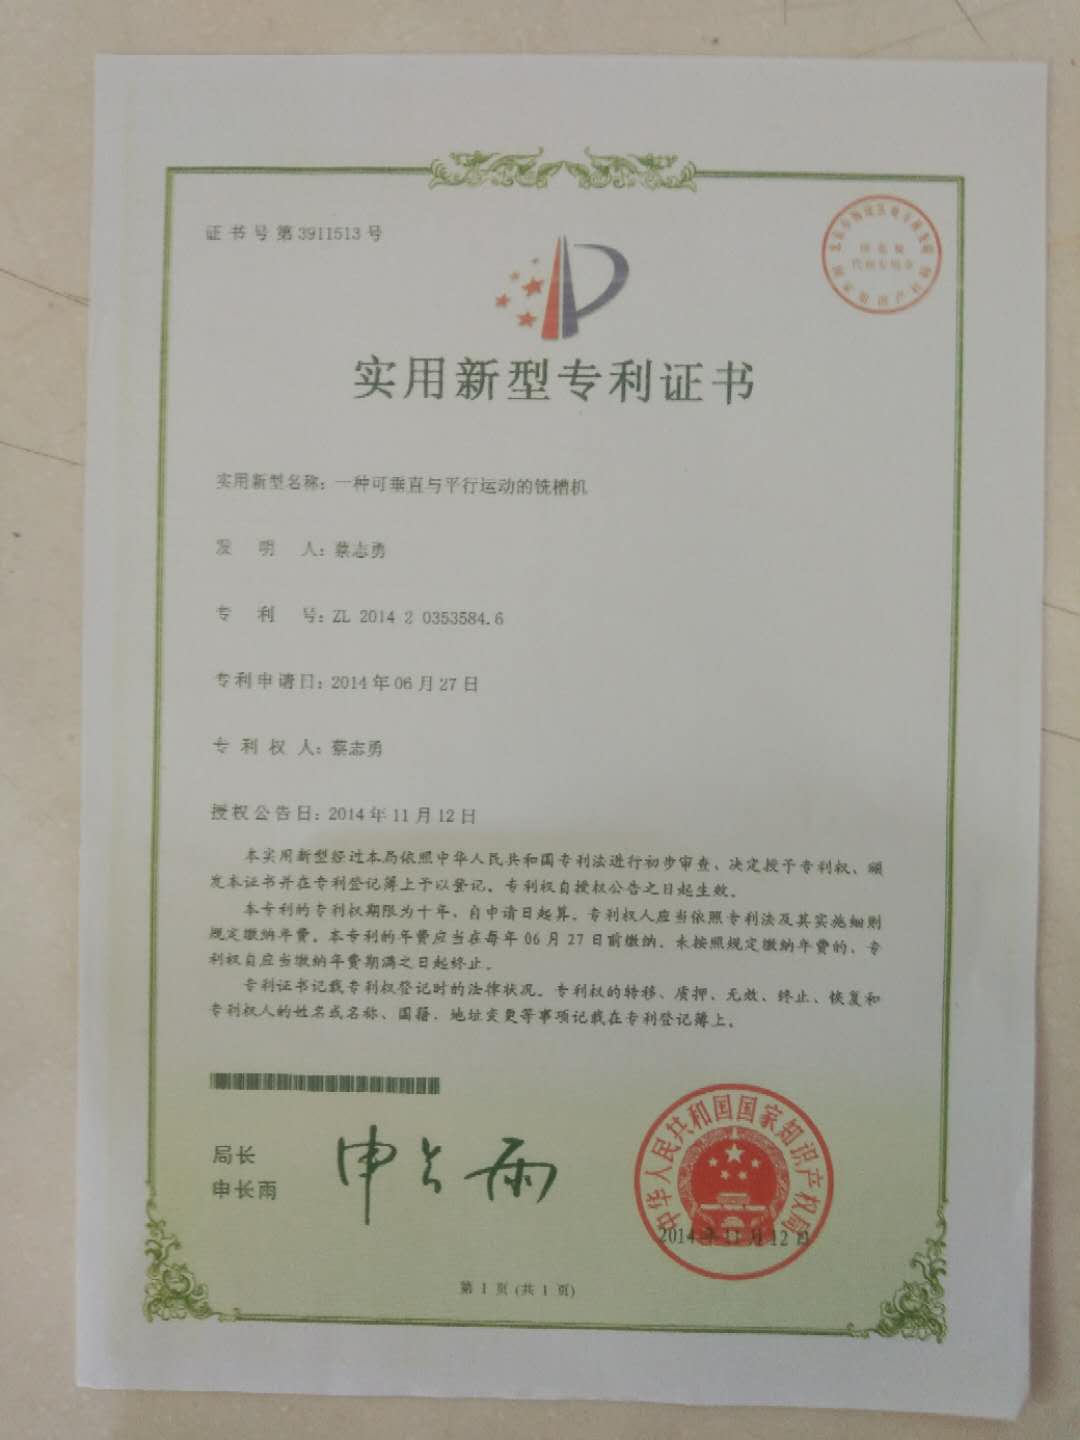 证书号第3911513号
实用新型专利证书
实用新型名称：一种可垂直与平行运动的铣槽机
发明人：蔡志勇
专利号：ZL 2014 2 0353584.6
专利申请日：2014年06月27日
专利权人：蔡志勇
授权公告日：2014年11月12日
本实用新型经过本局依照中华人民共和国专利法进行初步审查，决定授予专利权，颁
发本证书并在专利登记簿上予以登记。专利权自授权公告之日起生效。
本专利的专利权期限为十年，自申请日起算。专利权人应当依照专利法及其实施细则
规定缴纳年费。本专利的年费应当在每年06月27日前缴纳。未按照规定缴纳年费的，专
利权自应当缴纳年费期满之日起终止。
专利证书记载专利权登记时的法律状况。专利权的转移、质押、无效、终止、恢复和
专利权人的姓名或名称、国籍、地址变更等事项记载在专利登记簿上。
局长
申长雨
申长雨
中华人民共和国国家知识产权局
2014年11月12日
第 1 页 (共 1 页)